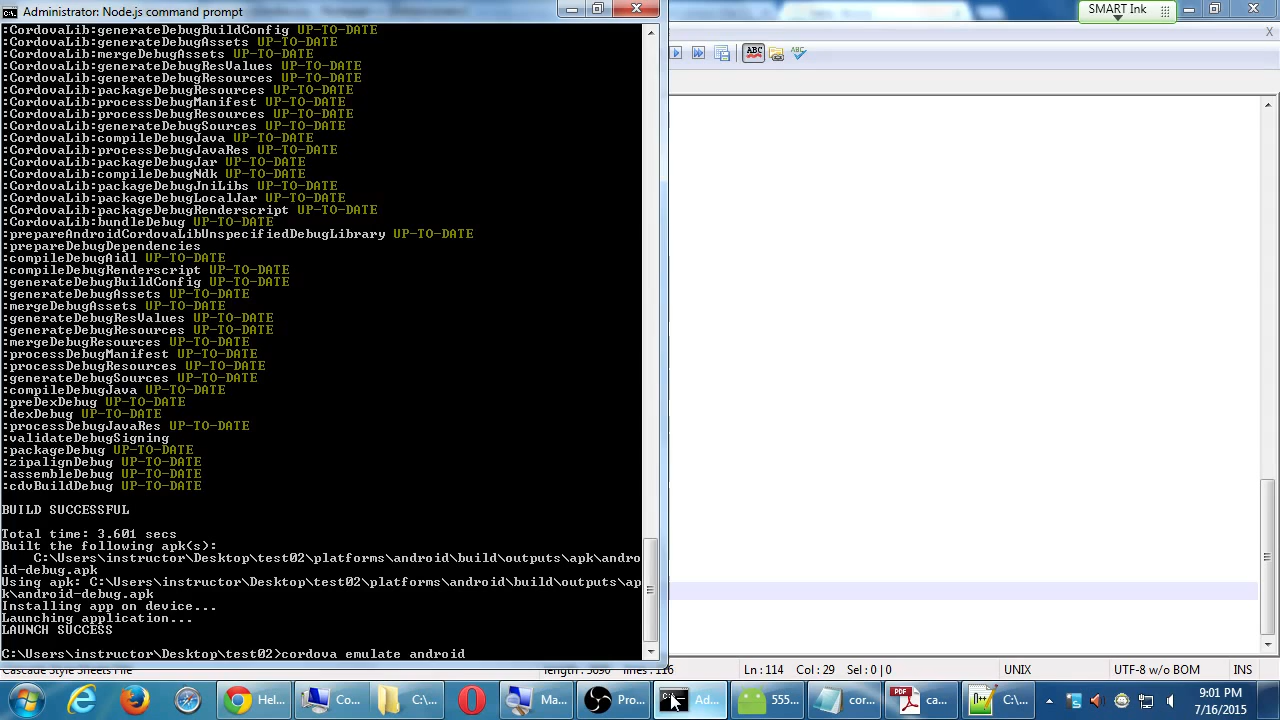 Administrator: Node.js command prompt
SMART Ink
:CordovaLib:generateDebugBuildConfig UP-TO-DATE
:CordovaLib:generateDebugAssets UP-TO-DATE
:CordovaLib:mergeDebugAssets UP-TO-DATE
:CordovaLib:generateDebugResValues UP-TO-DATE
:CordovaLib:generateDebugResources UP-TO-DATE
:CordovaLib:packageDebugResources UP-TO-DATE
:CordovaLib:processDebugManifest UP-TO-DATE
:CordovaLib:processDebugResources UP-TO-DATE
:CordovaLib:generateDebugSources UP-TO-DATE
:CordovaLib:compileDebugJava UP-TO-DATE
:CordovaLib:processDebugJavaRes UP-TO-DATE
:CordovaLib:packageDebugJar UP-TO-DATE
:CordovaLib:compileDebugNdk UP-TO-DATE
:CordovaLib:packageDebugJniLibs UP-TO-DATE
:CordovaLib:packageDebugLocalJar UP-TO-DATE
:CordovaLib:packageDebugRenderscript UP-TO-DATE
:CordovaLib:bundleDebug UP-TO-DATE
:prepareAndroidCordovaLibUnspecifiedDebugLibrary UP-TO-DATE
:prepareDebugDependencies
:compileDebugAidl UP-TO-DATE
:compileDebugRenderscript UP-TO-DATE
:generateDebugBuildConfig UP-TO-DATE
:generateDebugAssets UP-TO-DATE
:mergeDebugAssets UP-TO-DATE
:generateDebugResValues UP-TO-DATE
:generateDebugResources UP-TO-DATE
:mergeDebugResources UP-TO-DATE
:processDebugManifest UP-TO-DATE
:processDebugResources UP-TO-DATE
:generateDebugSources UP-TO-DATE
:compileDebugJava UP-TO-DATE
:preDexDebug UP-TO-DATE
:dexDebug UP-TO-DATE
:processDebugJavaRes UP-TO-DATE
:validateDebugSigning
:packageDebug UP-TO-DATE
:zipalignDebug UP-TO-DATE
:assembleDebug UP-TO-DATE
:cdvBuildDebug UP-TO-DATE
BUILD SUCCESSFUL
Total time: 3.601 secs
Built the following apk(s):
C:\Users\instructor\Desktop\test02\platforms\android\build\outputs\apk\andro
id-debug.apk
Using apk: C:\Users\instructor\Desktop\test02\platforms\android\build\outputs\ap
k\android-debug.apk
Installing app on device...
Launching application...
LAUNCH SUCCESS
C:\Users\instructor\Desktop\test02>cordova emulate android
Ln:114 Col:29 Sel:0|0 UNIX UTF-8 w/o BOM INS
Hel... Co... C:\... Ma... Pro... Ad... 555... cor... ca... C:\...
9:01 PM
7/16/2015